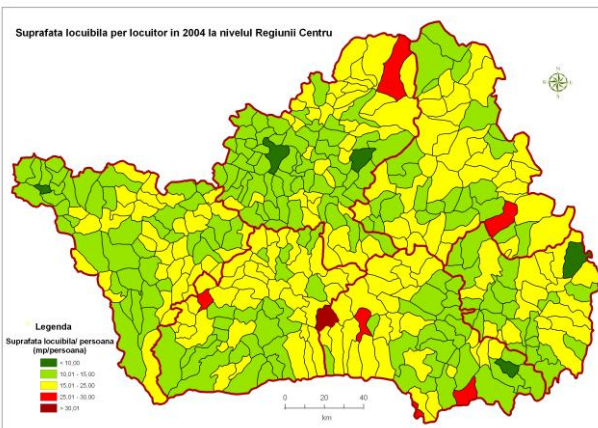 Suprafata locuibila per locuitor in 2004 la nivelul Regiunii Centru
Legenda
Suprafata locuibila/ persoana
(mp/persoana)
< 10,00
10,01 - 15,00
15,01 - 25,00
25,01 - 30,00
> 30,01
0 20 40
km